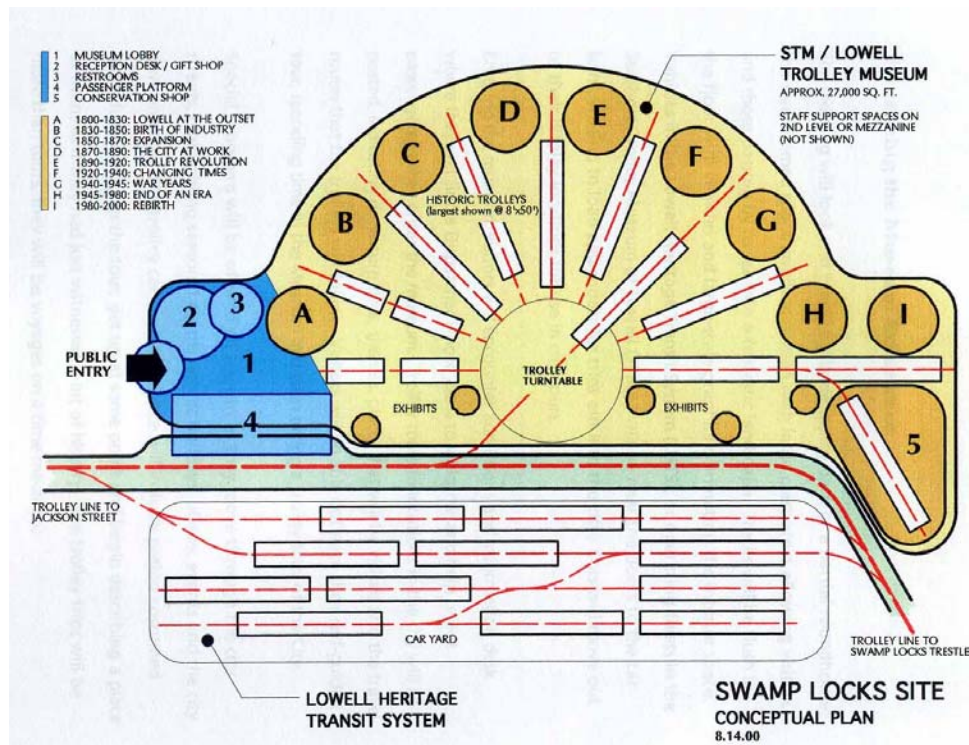 1 MUSEUM LOBBY
2 RECEPTION DESK / GIFT SHOP
3 RESTROOMS
4 PASSENGER PLATFORM
5 CONSERVATION SHOP
A 1800-1830: LOWELL AT THE OUTSET
B 1830-1850: BIRTH OF INDUSTRY
C 1850-1870: EXPANSION
D 1870-1890: THE CITY AT WORK
E 1890-1920: TROLLEY REVOLUTION
F 1920-1940: CHANGING TIMES
G 1940-1945: WAR YEARS
H 1945-1980: END OF AN ERA
I 1980-2000: REBIRTH
STM / LOWELL
TROLLEY MUSEUM
APPROX. 27,000 SQ. FT.
STAFF SUPPORT SPACES ON
2ND LEVEL OR MEZZANINE
(NOT SHOWN)
D
E
C
F
HISTORIC TROLLEYS
(largest shown @ 8'x50')
B
G
2
3
A
H
I
PUBLIC
ENTRY
1
TROLLEY
TURNTABLE
4
EXHIBITS
EXHIBITS
5
TROLLEY LINE TO
JACKSON STREET
CAR YARD
TROLLEY LINE TO
SWAMP LOCKS TRESTLE
LOWELL HERITAGE
TRANSIT SYSTEM
SWAMP LOCKS SITE
CONCEPTUAL PLAN
8.14.00